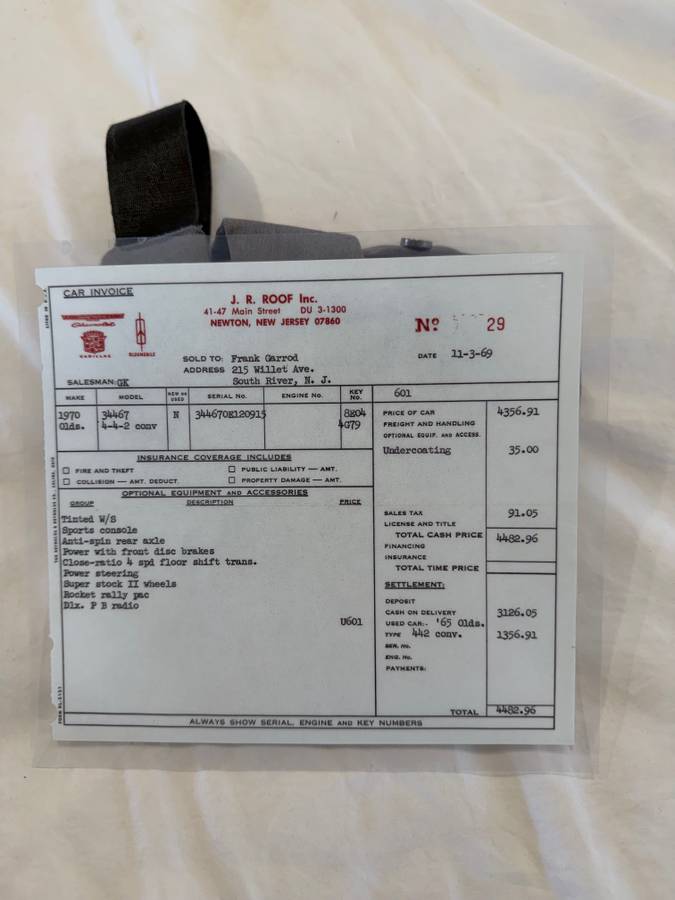 CAR INVOICE
J. R. ROOF Inc.
41-47 Main Street DU 3-1300
NEWTON, NEW JERSEY 07860
Chevrolet
CADILLAC
OLDSMOBILE
Nº 29
SOLD TO: Frank Garrod
ADDRESS 215 Willet Ave.
South River, N. J.
DATE 11-3-69
SALESMAN: GK
MAKE MODEL NEW OR USED SERIAL No. ENGINE No. KEY No.
1970 34467 N 344670E120915 8E04
Olds. 4-4-2 conv 4G79
601
PRICE OF CAR 4356.91
FREIGHT AND HANDLING
OPTIONAL EQUIP. AND ACCESS.
Undercoating 35.00
INSURANCE COVERAGE INCLUDES
FIRE AND THEFT PUBLIC LIABILITY — AMT.
COLLISION — AMT. DEDUCT. PROPERTY DAMAGE — AMT.
OPTIONAL EQUIPMENT AND ACCESSORIES
GROUP DESCRIPTION PRICE
Tinted W/S
Sports console
Anti-spin rear axle
Power with front disc brakes
Close-ratio 4 spd floor shift trans.
Power steering
Super stock II wheels
Rocket rally pac
Dlx. P B radio
U601
SALES TAX 91.05
LICENSE AND TITLE
TOTAL CASH PRICE 4482.96
FINANCING
INSURANCE
TOTAL TIME PRICE
SETTLEMENT:
DEPOSIT
CASH ON DELIVERY 3126.05
USED CAR:- '65 Olds.
TYPE 442 conv. 1356.91
SER. No.
ENG. No.
PAYMENTS:
TOTAL 4482.96
ALWAYS SHOW SERIAL, ENGINE AND KEY NUMBERS